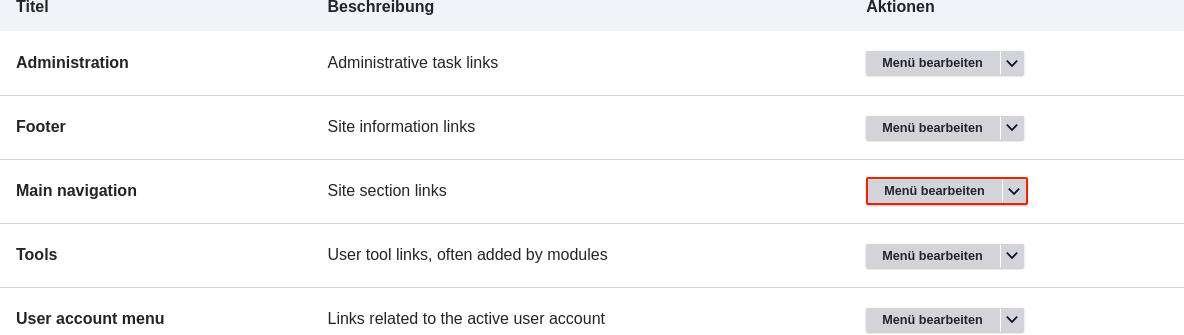 Titel Beschreibung Aktionen
Administration Administrative task links Menü bearbeiten
Footer Site information links Menü bearbeiten
Main navigation Site section links Menü bearbeiten
Tools User tool links, often added by modules Menü bearbeiten
User account menu Links related to the active user account Menü bearbeiten